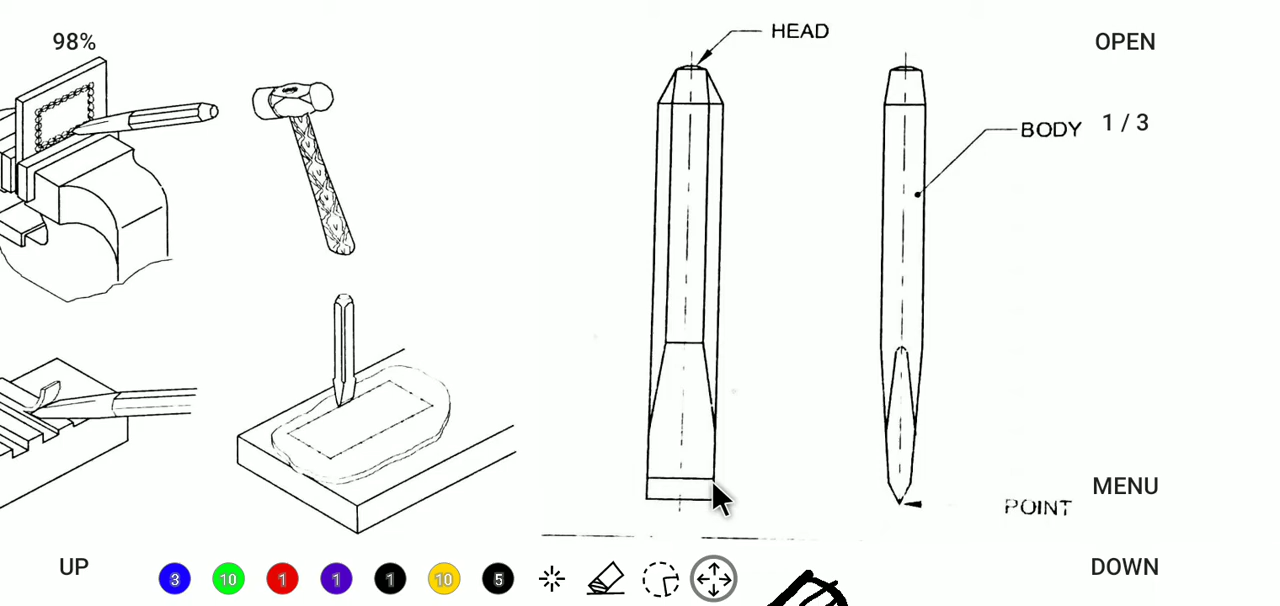 HEAD
98%
OPEN
BODY
1 / 3
MENU
POINT
UP
3
10
1
1
1
10
5
DOWN